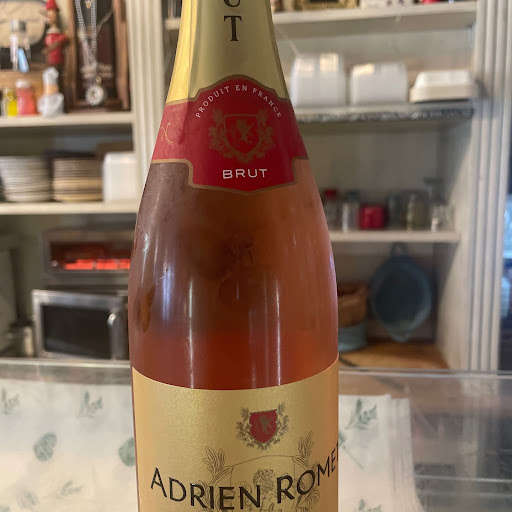 UT
PRODUIT EN FRANCE
BRUT
ADRIEN ROME